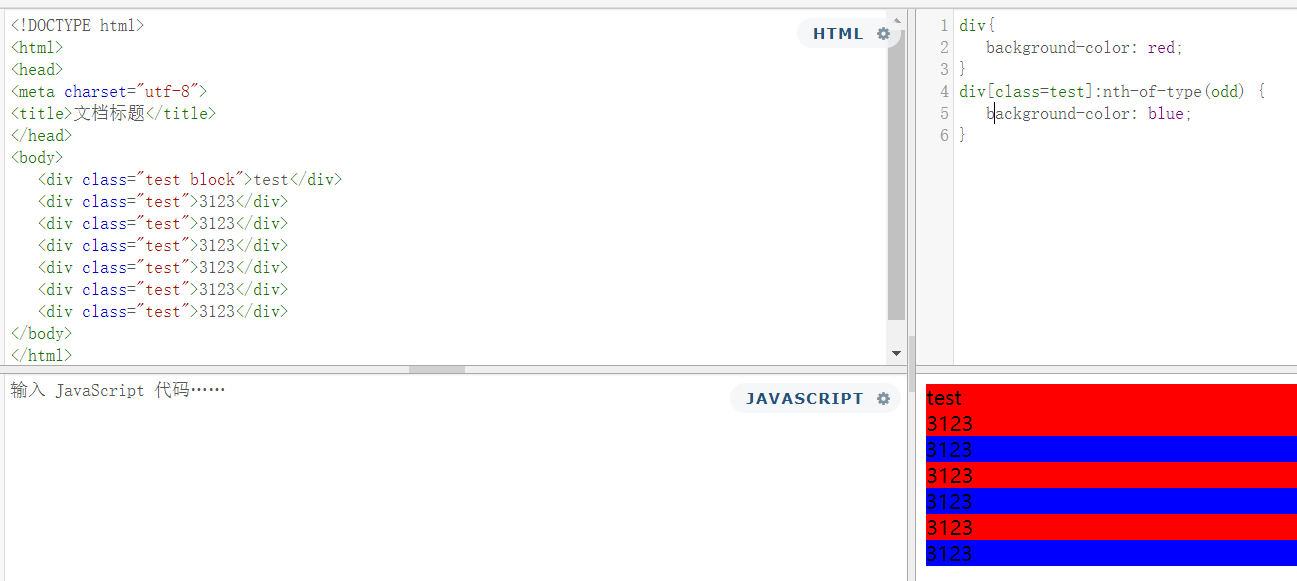 <!DOCTYPE html>
<html>
<head>
<meta charset="utf-8">
<title>文档标题</title>
</head>
<body>
<div class="test block">test</div>
<div class="test">3123</div>
<div class="test">3123</div>
<div class="test">3123</div>
<div class="test">3123</div>
<div class="test">3123</div>
<div class="test">3123</div>
</body>
</html>
HTML
1 div{
2 background-color: red;
3 }
4 div[class=test]:nth-of-type(odd) {
5 background-color: blue;
6 }
输入 JavaScript 代码……
JAVASCRIPT
test
3123
3123
3123
3123
3123
3123